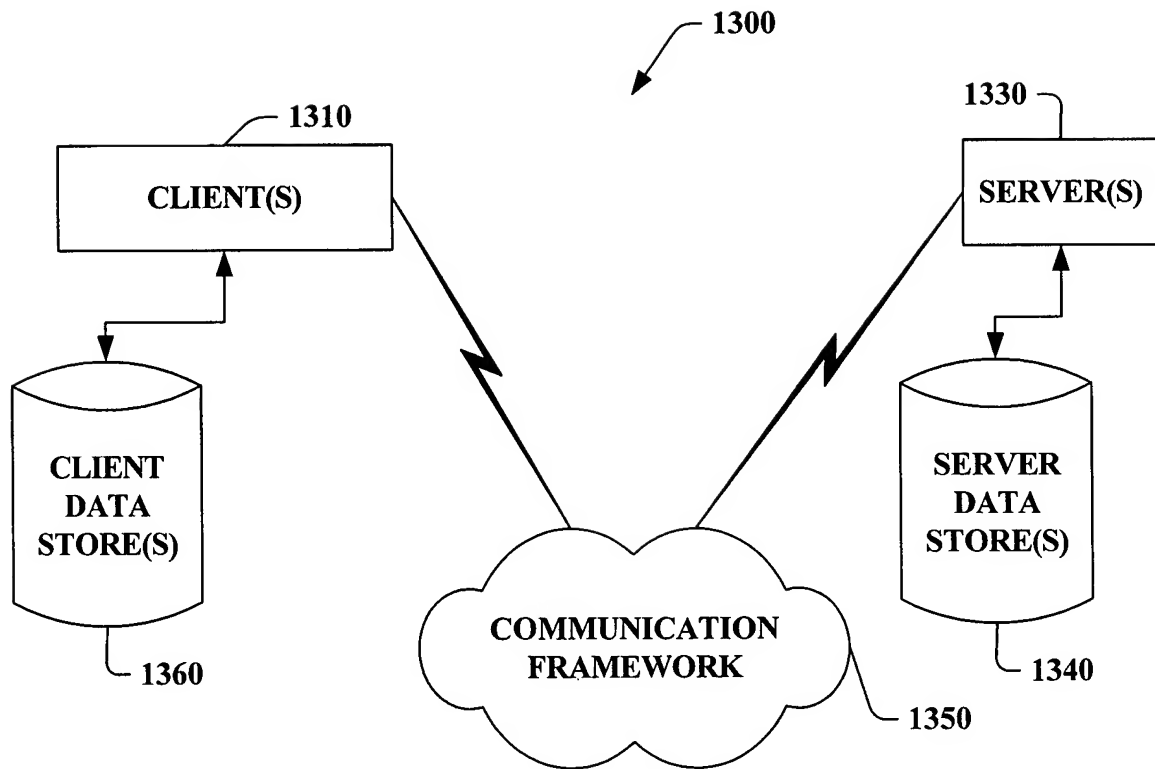 1300
1310
1330
CLIENT(S)
SERVER(S)
CLIENT
DATA
STORE(S)
SERVER
DATA
STORE(S)
COMMUNICATION
FRAMEWORK
1360
1340
1350